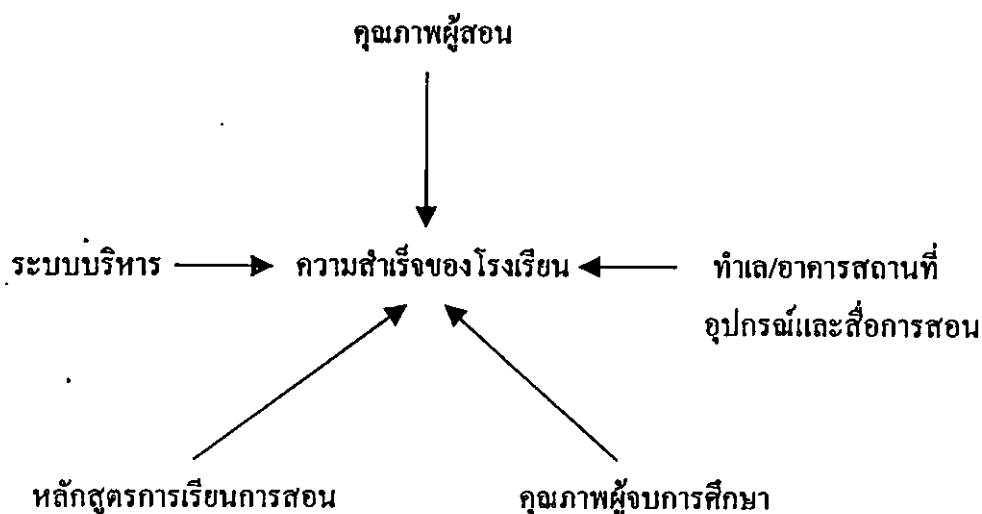 คุณภาพผู้สอน
ระบบบริหาร
ความสำเร็จของโรงเรียน
ทำเล/อาคารสถานที่
อุปกรณ์และสื่อการสอน
หลักสูตรการเรียนการสอน
คุณภาพผู้จบการศึกษา